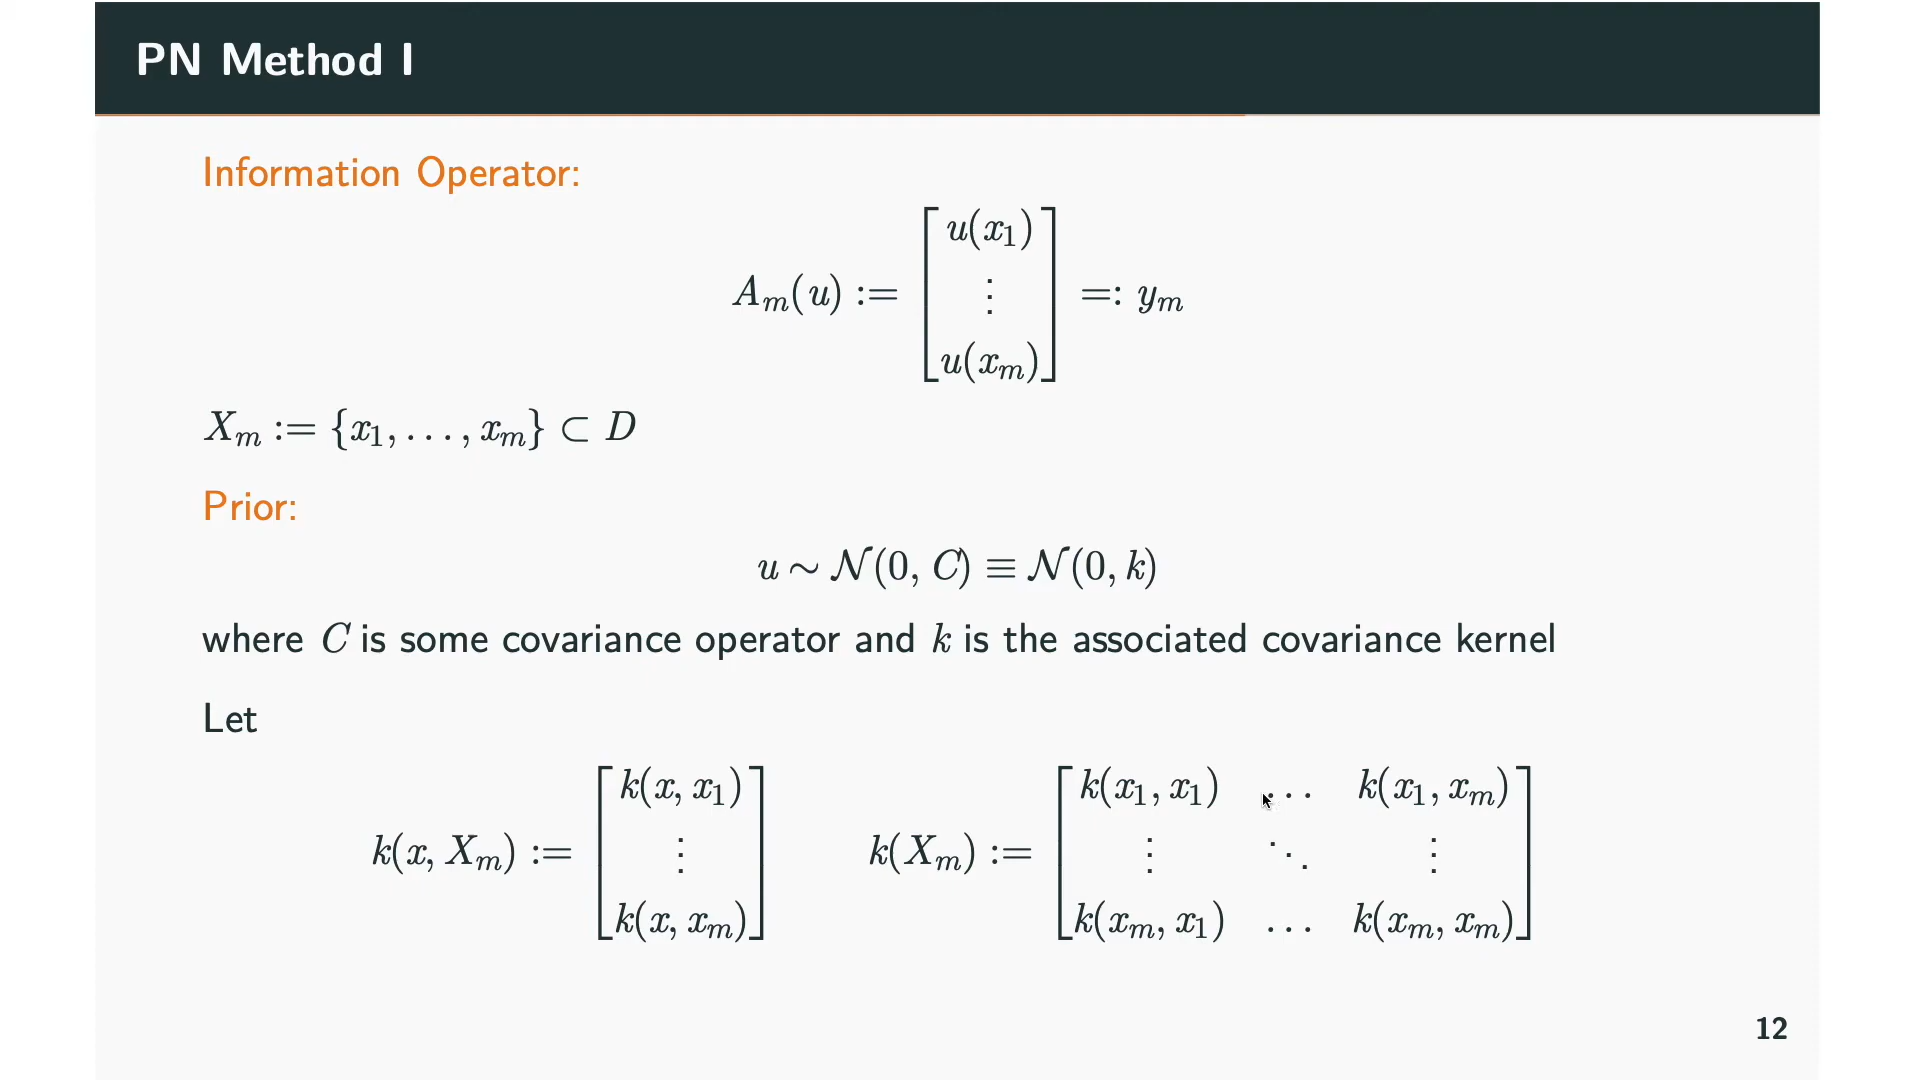 PN Method I
Information Operator:
A_m(u) := [u(x_1) ⋮ u(x_m)] =: y_m
X_m := {x_1, . . . , x_m} ⊂ D
Prior:
u ∼ 𝒩(0, C) ≡ 𝒩(0, k)
where C is some covariance operator and k is the associated covariance kernel
Let
k(x, X_m) := [k(x, x_1) ⋮ k(x, x_m)]  k(X_m) := [k(x_1, x_1) . . . k(x_1, x_m) ⋮ ⋱ ⋮ k(x_m, x_1) . . . k(x_m, x_m)]
12